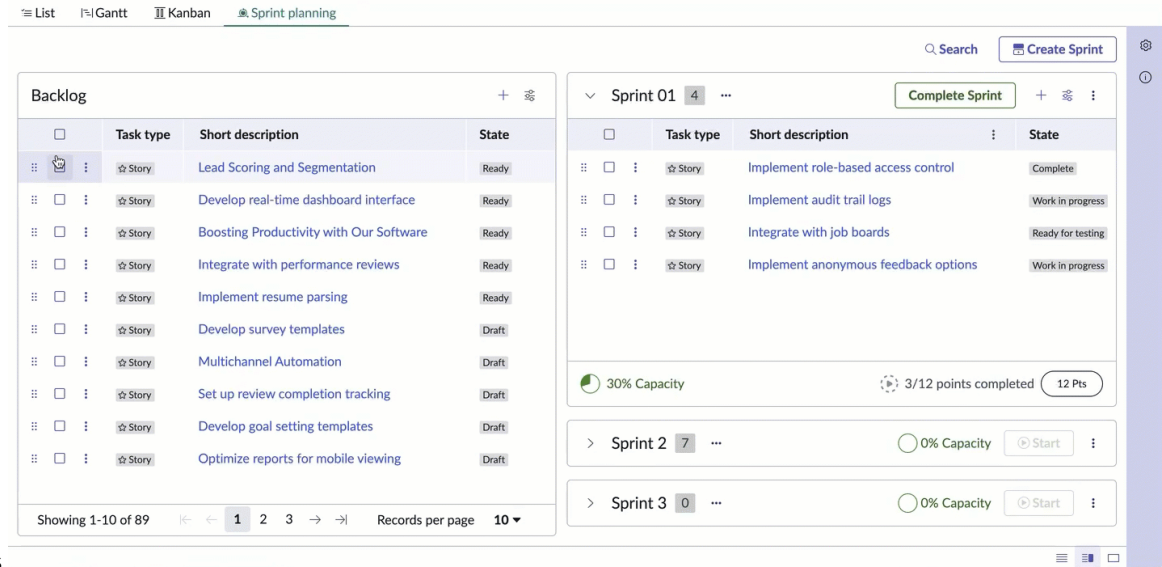 List Gantt Kanban Sprint planning
Search Create Sprint
Backlog
Task type Short description State
Story Lead Scoring and Segmentation Ready
Story Develop real-time dashboard interface Ready
Story Boosting Productivity with Our Software Ready
Story Integrate with performance reviews Ready
Story Implement resume parsing Ready
Story Develop survey templates Draft
Story Multichannel Automation Draft
Story Set up review completion tracking Draft
Story Develop goal setting templates Draft
Story Optimize reports for mobile viewing Draft
Showing 1-10 of 89 1 2 3 Records per page 10
Sprint 01 4 Complete Sprint
Task type Short description State
Story Implement role-based access control Complete
Story Implement audit trail logs Work in progress
Story Integrate with job boards Ready for testing
Story Implement anonymous feedback options Work in progress
30% Capacity 3/12 points completed 12 Pts
Sprint 2 7 0% Capacity Start
Sprint 3 0 0% Capacity Start